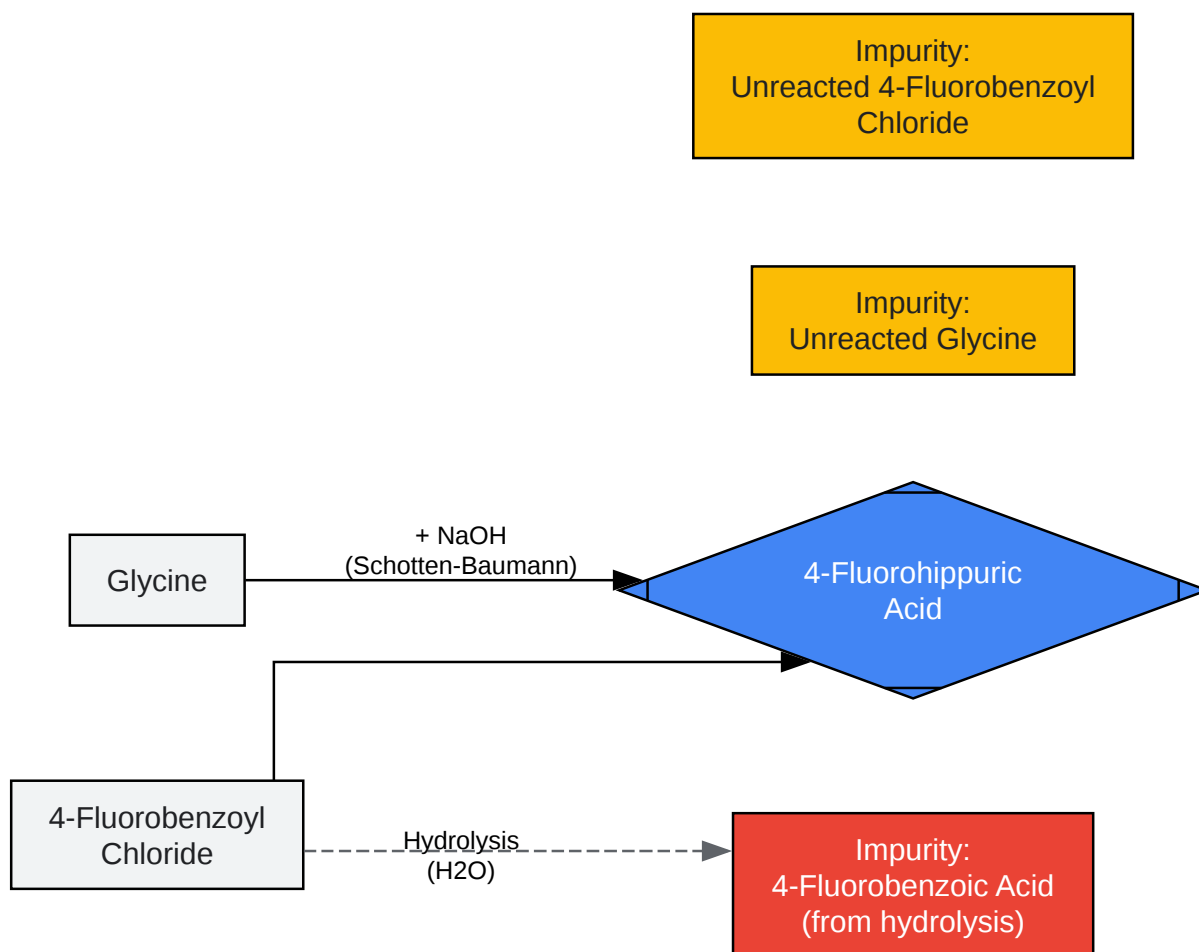 Impurity:
Unreacted 4-Fluorobenzoyl
Chloride
Impurity:
Unreacted Glycine
Glycine
+ NaOH
(Schotten-Baumann)
4-Fluorohippuric
Acid
4-Fluorobenzoyl
Chloride
Hydrolysis
(H2O)
Impurity:
4-Fluorobenzoic Acid
(from hydrolysis)